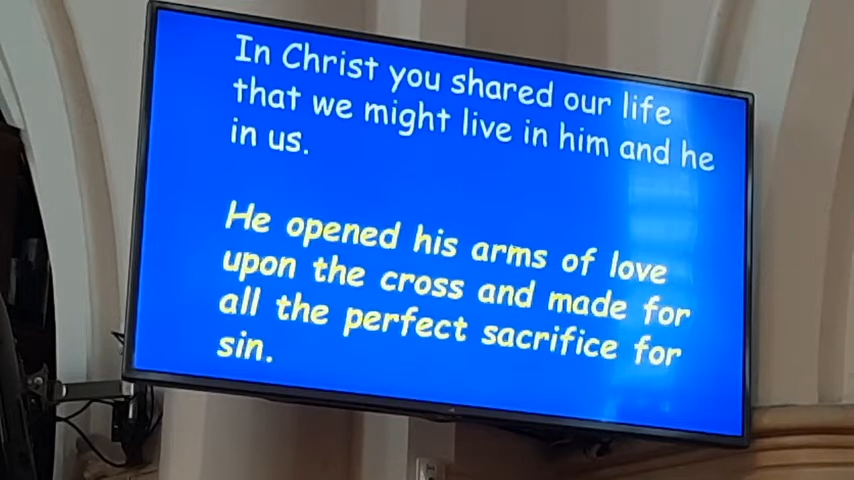 In Christ you shared our life
that we might live in him and he
in us.
He opened his arms of love
upon the cross and made for
all the perfect sacrifice for
sin.